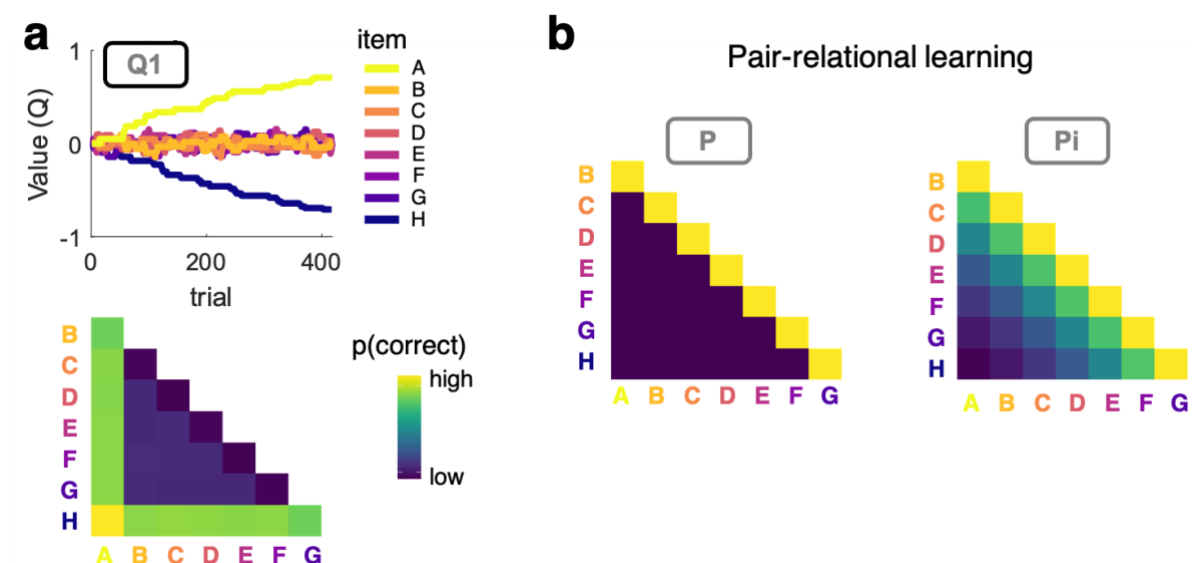 a
Q1
Value (Q)
1
0
-1
0 200 400
trial
item
A
B
C
D
E
F
G
H
B
C
D
E
F
G
H
A B C D E F G
p(correct)
high
low
b
Pair-relational learning
P
B
C
D
E
F
G
H
A B C D E F G
Pi
B
C
D
E
F
G
H
A B C D E F G